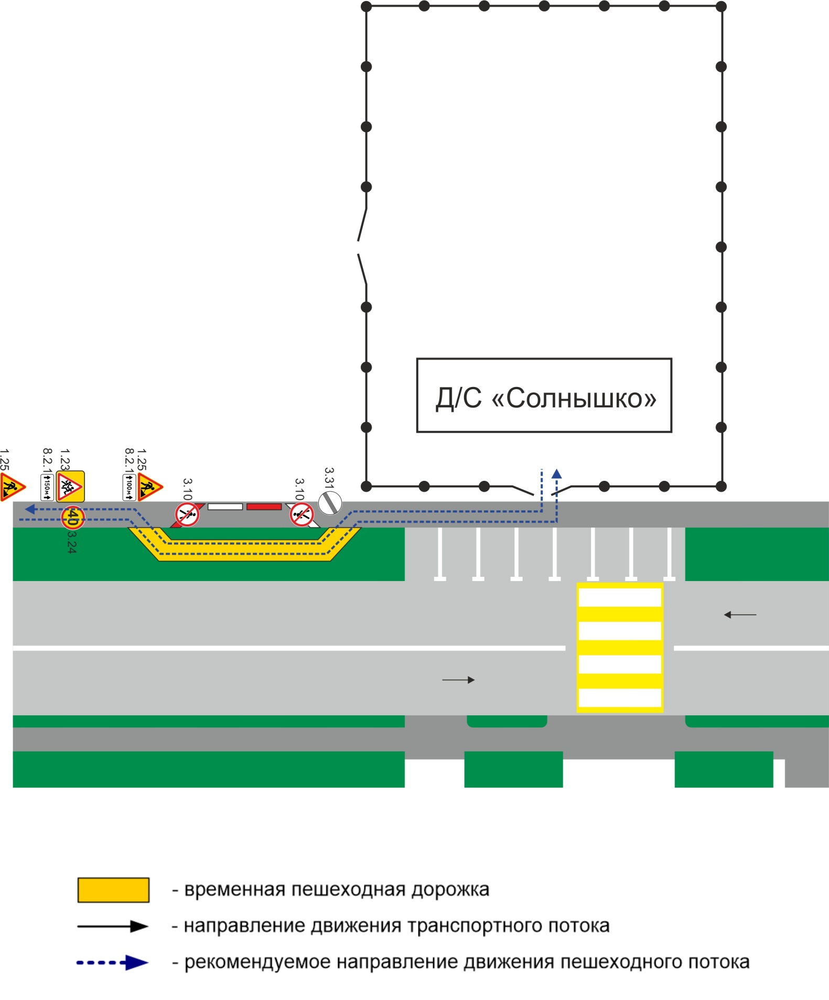 Д/С «Солнышко»
1.25
8.2.1
150м
1.23
40
3.24
8.2.1
100м
1.25
3.10
3.10
3.31
- временная пешеходная дорожка
- направление движения транспортного потока
- рекомендуемое направление движения пешеходного потока